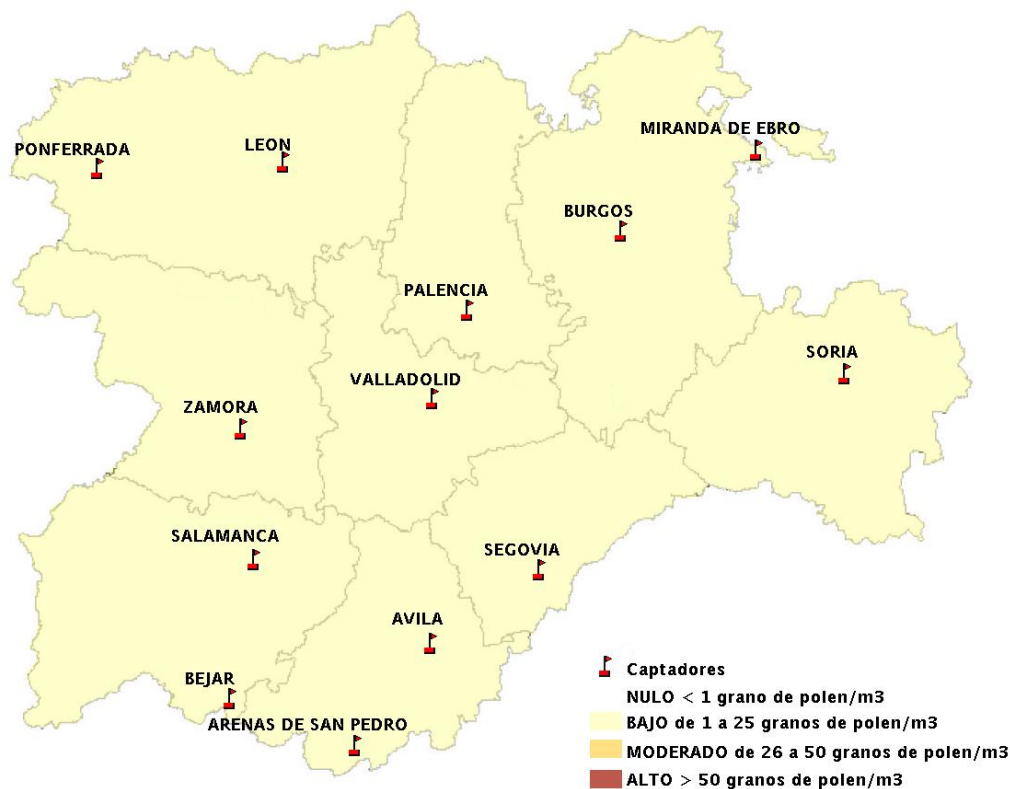 MIRANDA DE EBRO
PONFERRADA
LEON
BURGOS
PALENCIA
SORIA
VALLADOLID
ZAMORA
SALAMANCA
SEGOVIA
AVILA
BEJAR
ARENAS DE SAN PEDRO
Captadores
NULO < 1 grano de polen/m3
BAJO de 1 a 25 granos de polen/m3
MODERADO de 26 a 50 granos de polen/m3
ALTO > 50 granos de polen/m3